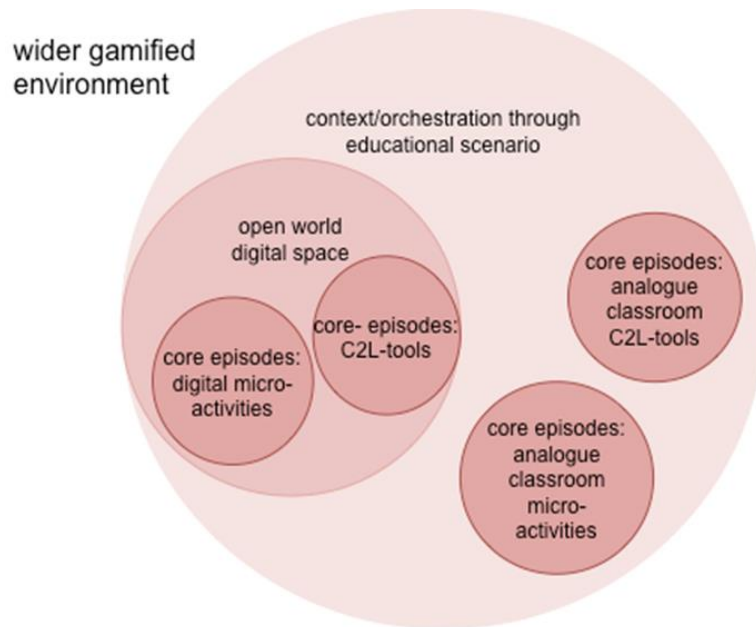 wider gamified
environment
context/orchestration through
educational scenario
open world
digital space
core- episodes:
C2L-tools
core episodes:
digital micro-
activities
core episodes:
analogue
classroom
C2L-tools
core episodes:
analogue
classroom
micro-
activities